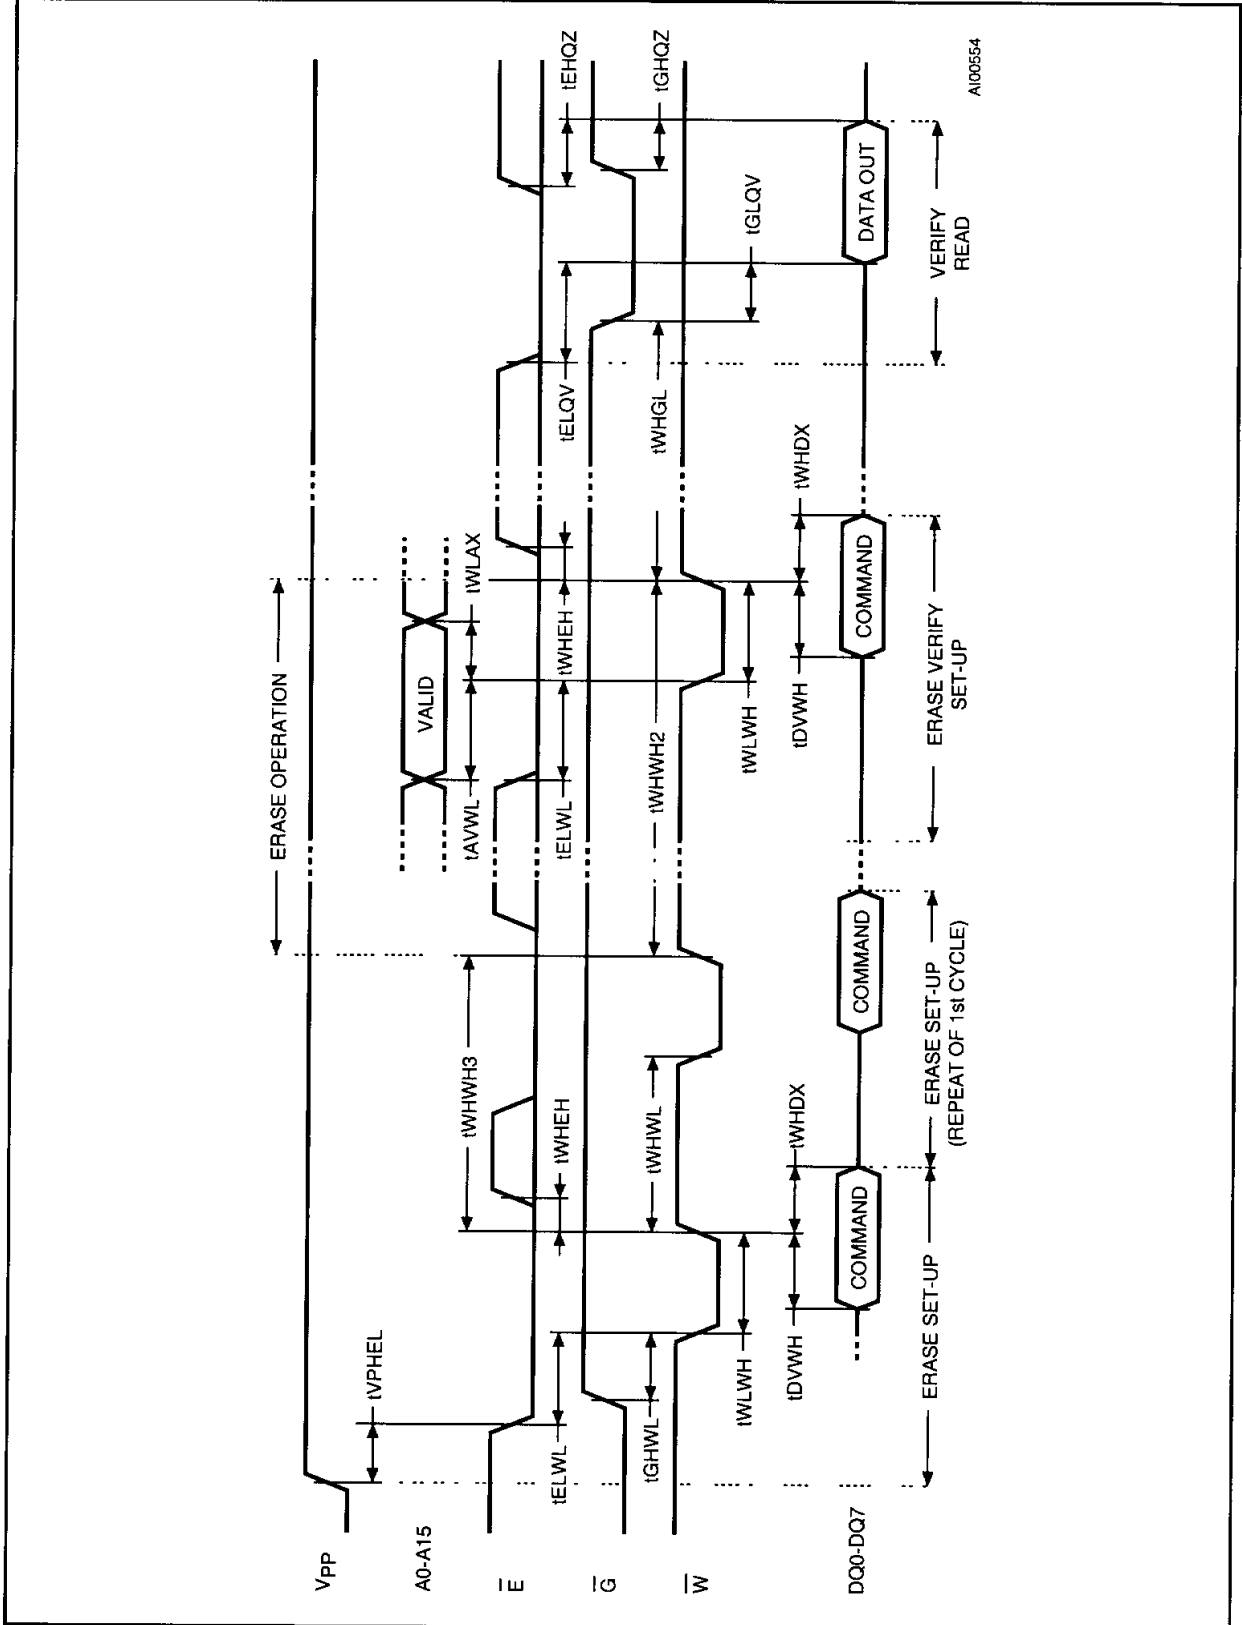 ERASE OPERATION
VPP
tVPHEL
A0-A15
VALID
tAVWL
tWLAX
tWHWH3
E
tELWL
tWHEH
tELWL
tWHEH
tELQV
tEHQZ
G
tGHWL
tWHWL
tWHWH2
tWHGL
tGHQZ
W
tWLWH
tWLWH
tGLQV
tDVWH
tWHDX
tDVWH
tWHDX
DQ0-DQ7
COMMAND
COMMAND
COMMAND
DATA OUT
ERASE SET-UP
ERASE SET-UP
(REPEAT OF 1st CYCLE)
ERASE VERIFY
SET-UP
VERIFY
READ
AI00554